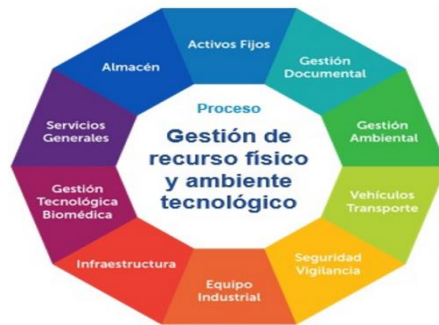 Activos Fijos
Gestión
Documental
Gestión
Ambiental
Vehículos
Transporte
Seguridad
Vigilancia
Equipo
Industrial
Infraestructura
Gestión
Tecnológica
Biomédica
Servicios
Generales
Almacén
Proceso
Gestión de
recurso físico
y ambiente
tecnológico